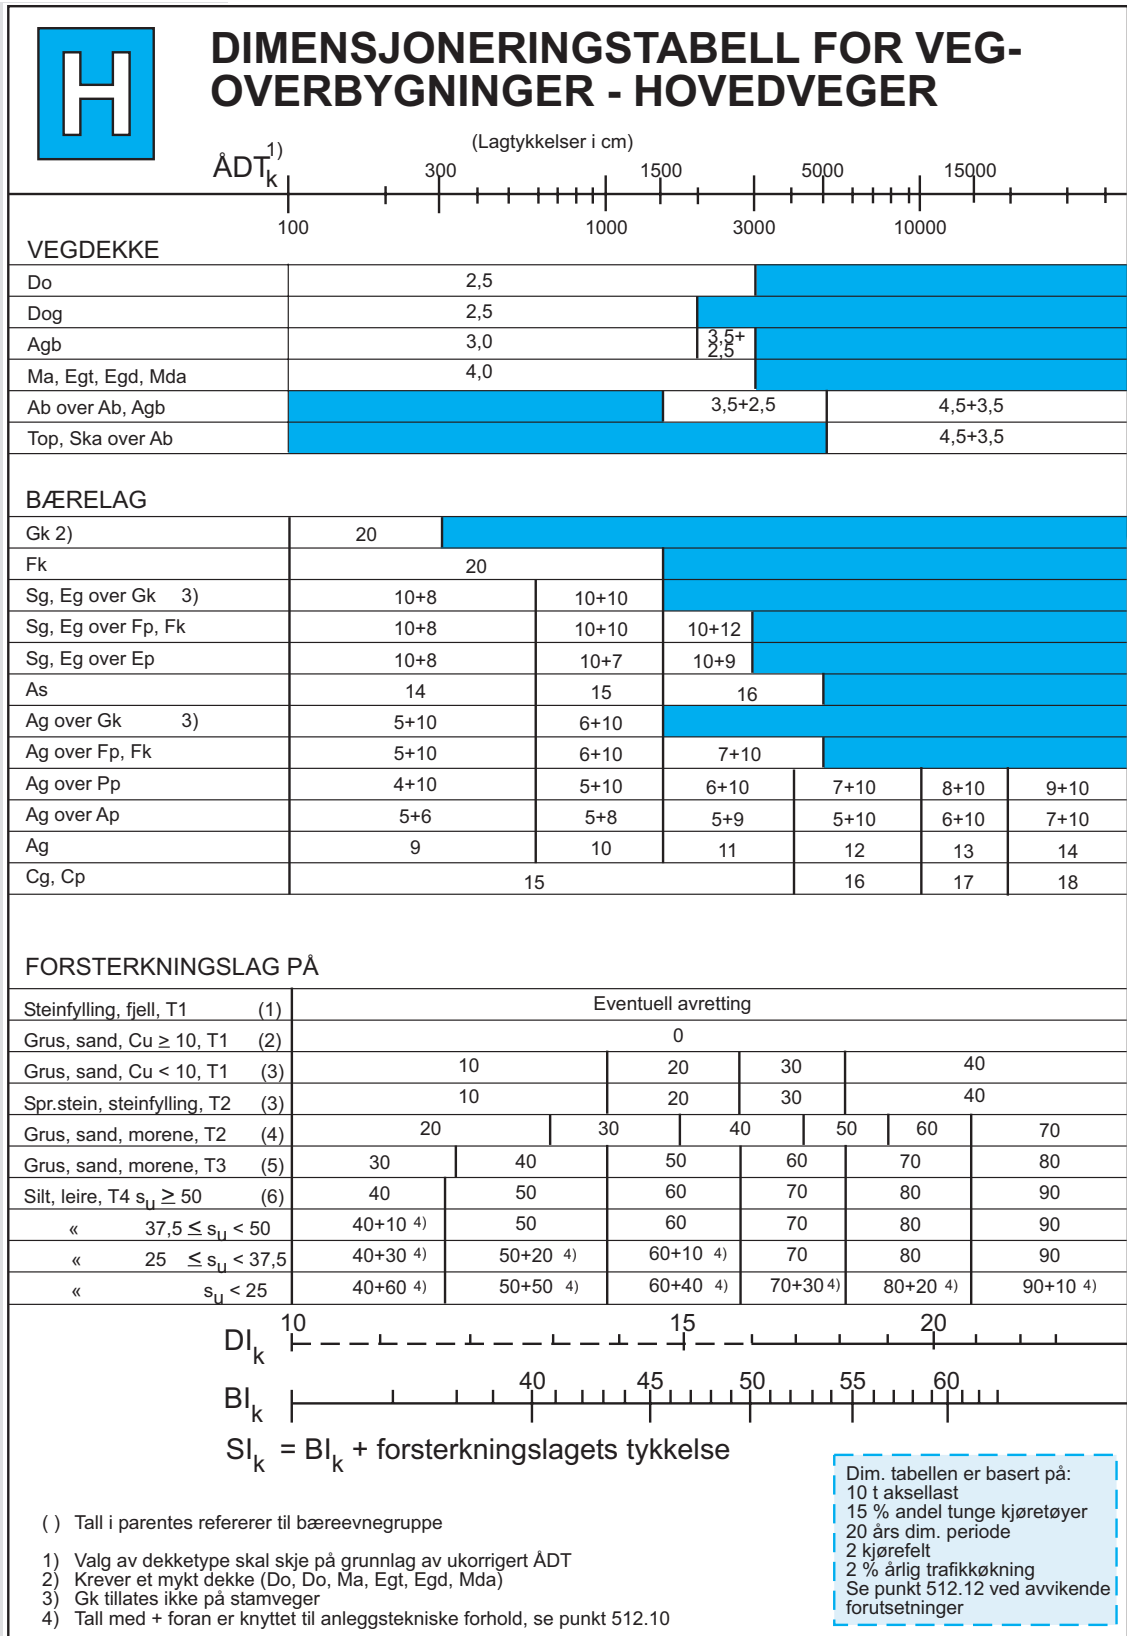 H
DIMENSJONERINGSTABELL FOR VEG-
OVERBYGNINGER - HOVEDVEGER
(Lagtykkelser i cm)
ÅDTk 1)
300 1500 5000 15000
100 1000 3000 10000
VEGDEKKE
Do 2,5
Dog 2,5
Agb 3,0 3,5+ 2,5
Ma, Egt, Egd, Mda 4,0
Ab over Ab, Agb 3,5+2,5 4,5+3,5
Top, Ska over Ab 4,5+3,5
BÆRELAG
Gk 2) 20
Fk 20
Sg, Eg over Gk 3) 10+8 10+10
Sg, Eg over Fp, Fk 10+8 10+10 10+12
Sg, Eg over Ep 10+8 10+7 10+9
As 14 15 16
Ag over Gk 3) 5+10 6+10
Ag over Fp, Fk 5+10 6+10 7+10
Ag over Pp 4+10 5+10 6+10 7+10 8+10 9+10
Ag over Ap 5+6 5+8 5+9 5+10 6+10 7+10
Ag 9 10 11 12 13 14
Cg, Cp 15 16 17 18
FORSTERKNINGSLAG PÅ
Steinfylling, fjell, T1 (1) Eventuell avretting
Grus, sand, Cu ≥ 10, T1 (2) 0
Grus, sand, Cu < 10, T1 (3) 10 20 30 40
Spr.stein, steinfylling, T2 (3) 10 20 30 40
Grus, sand, morene, T2 (4) 20 30 40 50 60 70
Grus, sand, morene, T3 (5) 30 40 50 60 70 80
Silt, leire, T4 su ≥ 50 (6) 40 50 60 70 80 90
« 37,5 ≤ su < 50 40+10 4) 50 60 70 80 90
« 25 ≤ su < 37,5 40+30 4) 50+20 4) 60+10 4) 70 80 90
« su < 25 40+60 4) 50+50 4) 60+40 4) 70+30 4) 80+20 4) 90+10 4)
DIk 10 15 20
BIk 40 45 50 55 60
SIk = BIk + forsterkningslagets tykkelse
Dim. tabellen er basert på:
10 t aksellast
15 % andel tunge kjøretøyer
20 års dim. periode
2 kjørefelt
2 % årlig trafikkøkning
Se punkt 512.12 ved avvikende
forutsetninger
( ) Tall i parentes refererer til bæreevnegruppe
1) Valg av dekketype skal skje på grunnlag av ukorrigert ÅDT
2) Krever et mykt dekke (Do, Do, Ma, Egt, Egd, Mda)
3) Gk tillates ikke på stamveger
4) Tall med + foran er knyttet til anleggstekniske forhold, se punkt 512.10